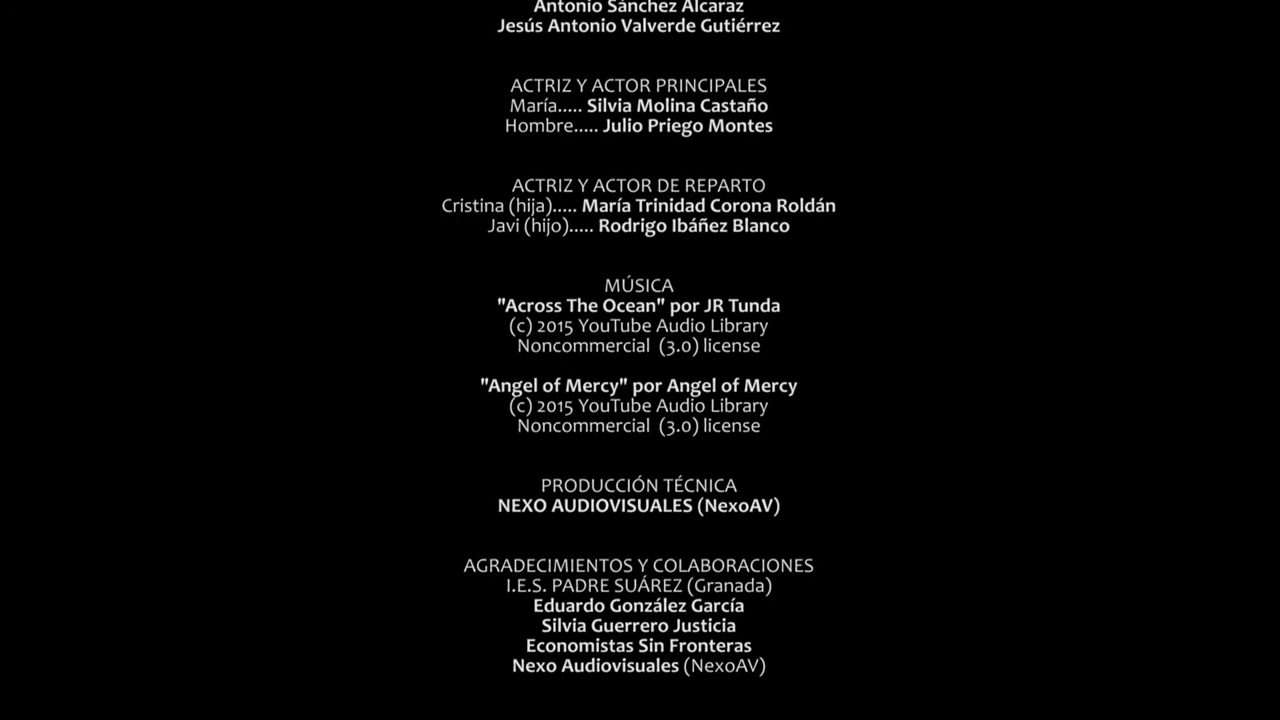 Antonio Sánchez Alcaraz
Jesús Antonio Valverde Gutiérrez
ACTRIZ Y ACTOR PRINCIPALES
María..... Silvia Molina Castaño
Hombre..... Julio Priego Montes
ACTRIZ Y ACTOR DE REPARTO
Cristina (hija)..... María Trinidad Corona Roldán
Javi (hijo)..... Rodrigo Ibáñez Blanco
MÚSICA
"Across The Ocean" por JR Tunda
(c) 2015 YouTube Audio Library
Noncommercial  (3.0) license
"Angel of Mercy" por Angel of Mercy
(c) 2015 YouTube Audio Library
Noncommercial  (3.0) license
PRODUCCIÓN TÉCNICA
NEXO AUDIOVISUALES (NexoAV)
AGRADECIMIENTOS Y COLABORACIONES
I.E.S. PADRE SUÁREZ (Granada)
Eduardo González García
Silvia Guerrero Justicia
Economistas Sin Fronteras
Nexo Audiovisuales (NexoAV)